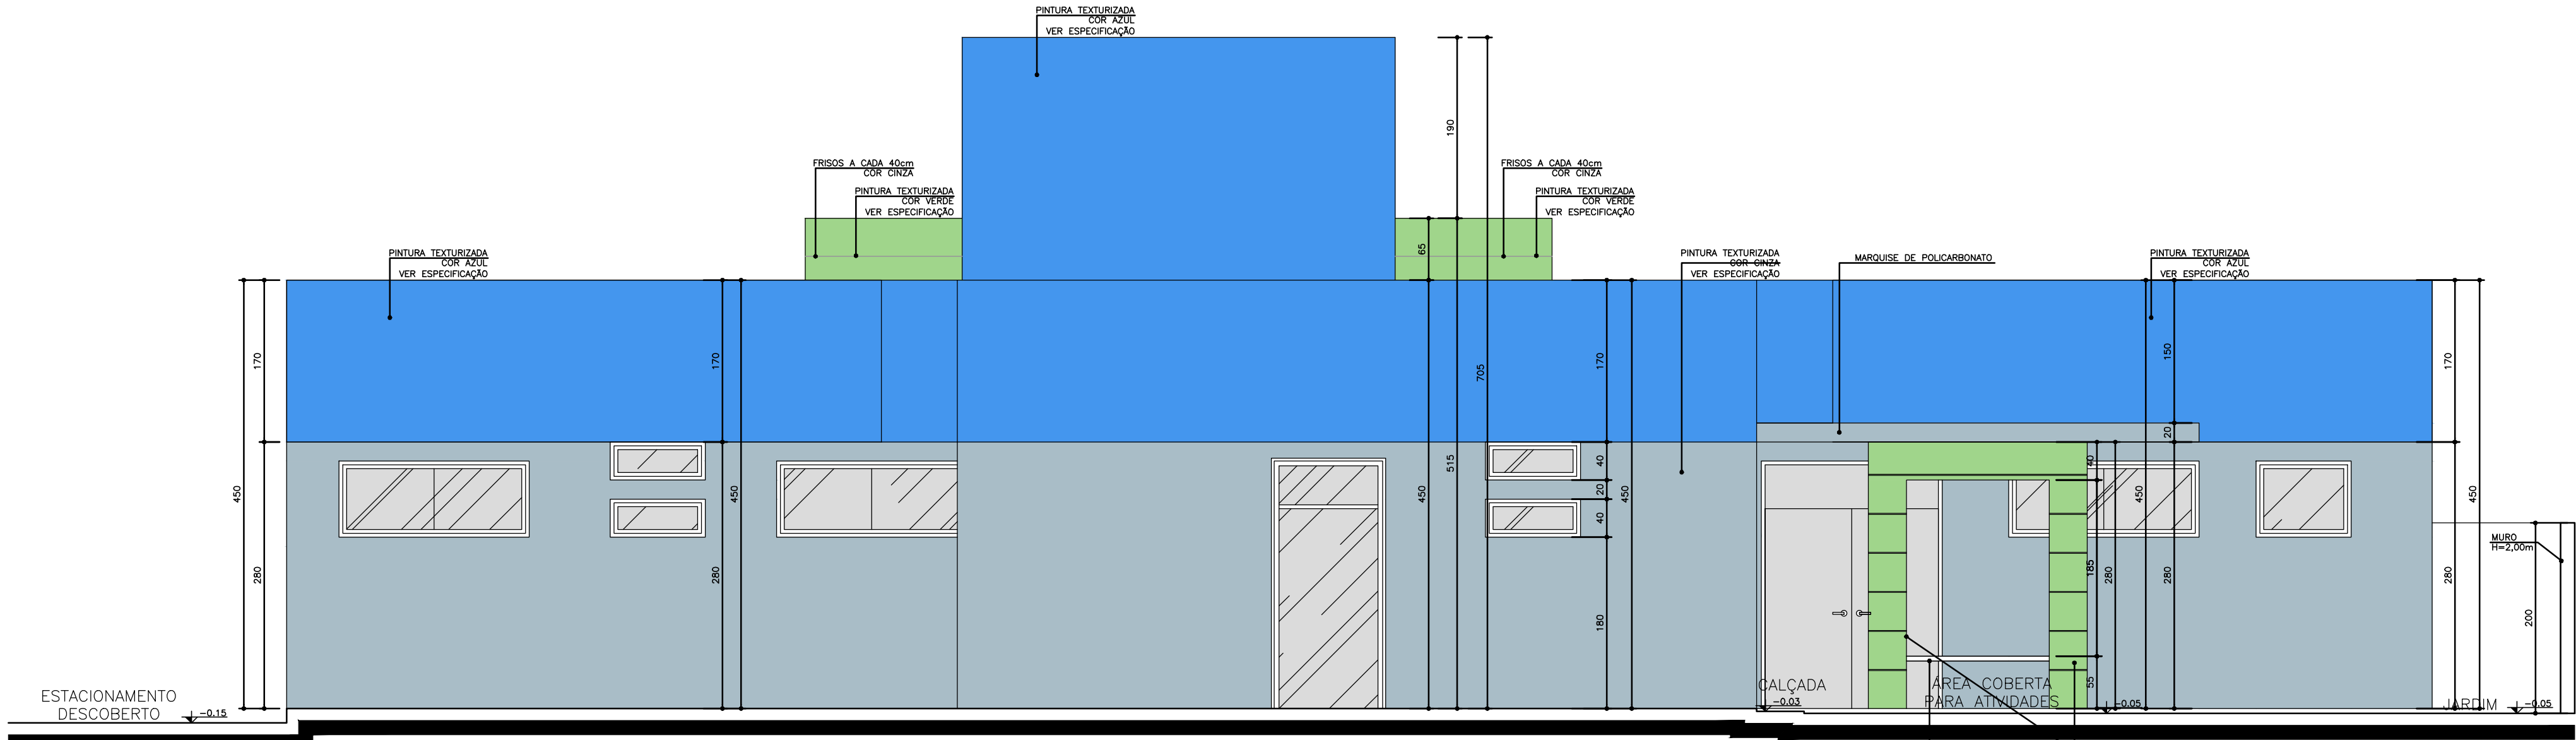 PINTURA TEXTURIZADA
COR AZUL
VER ESPECIFICAÇÃO
FRISOS A CADA 40cm
COR CINZA
PINTURA TEXTURIZADA
COR VERDE
VER ESPECIFICAÇÃO
FRISOS A CADA 40cm
COR CINZA
PINTURA TEXTURIZADA
COR VERDE
VER ESPECIFICAÇÃO
PINTURA TEXTURIZADA
COR AZUL
VER ESPECIFICAÇÃO
PINTURA TEXTURIZADA
COR CINZA
VER ESPECIFICAÇÃO
MARQUISE DE POLICARBONATO
PINTURA TEXTURIZADA
COR AZUL
VER ESPECIFICAÇÃO
450
170
280
170
280
450
65
450
190
515
705
170
40
20
40
180
450
40
185
55
280
450
150
20
280
170
280
450
200
MURO
H=2,00m
ESTACIONAMENTO
DESCOBERTO
-0.15
CALÇADA
-0.03
ÁREA COBERTA
PARA ATIVIDADES
-0.05
JARDIM
-0.05